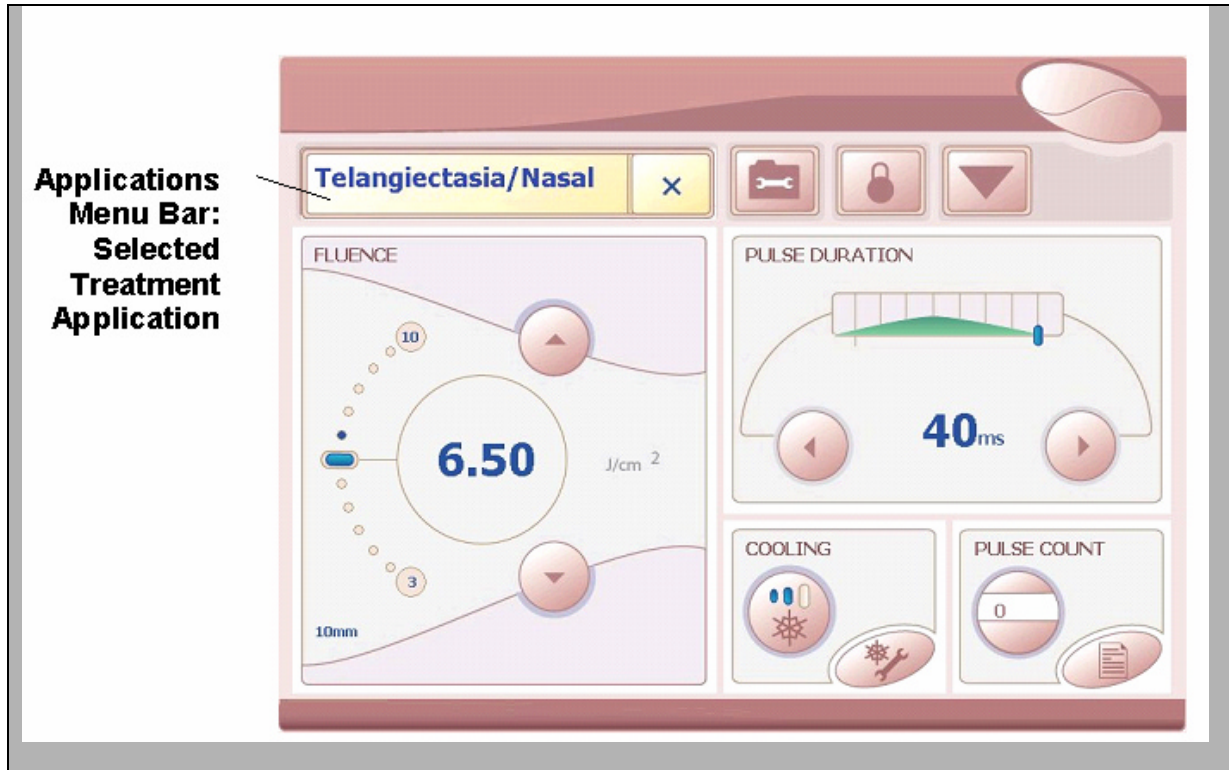 Applications
Menu Bar:
Selected
Treatment
Application
Telangiectasia/Nasal
×
FLUENCE
10
6.50
J/cm 2
3
10mm
PULSE DURATION
40ms
COOLING
PULSE COUNT
0